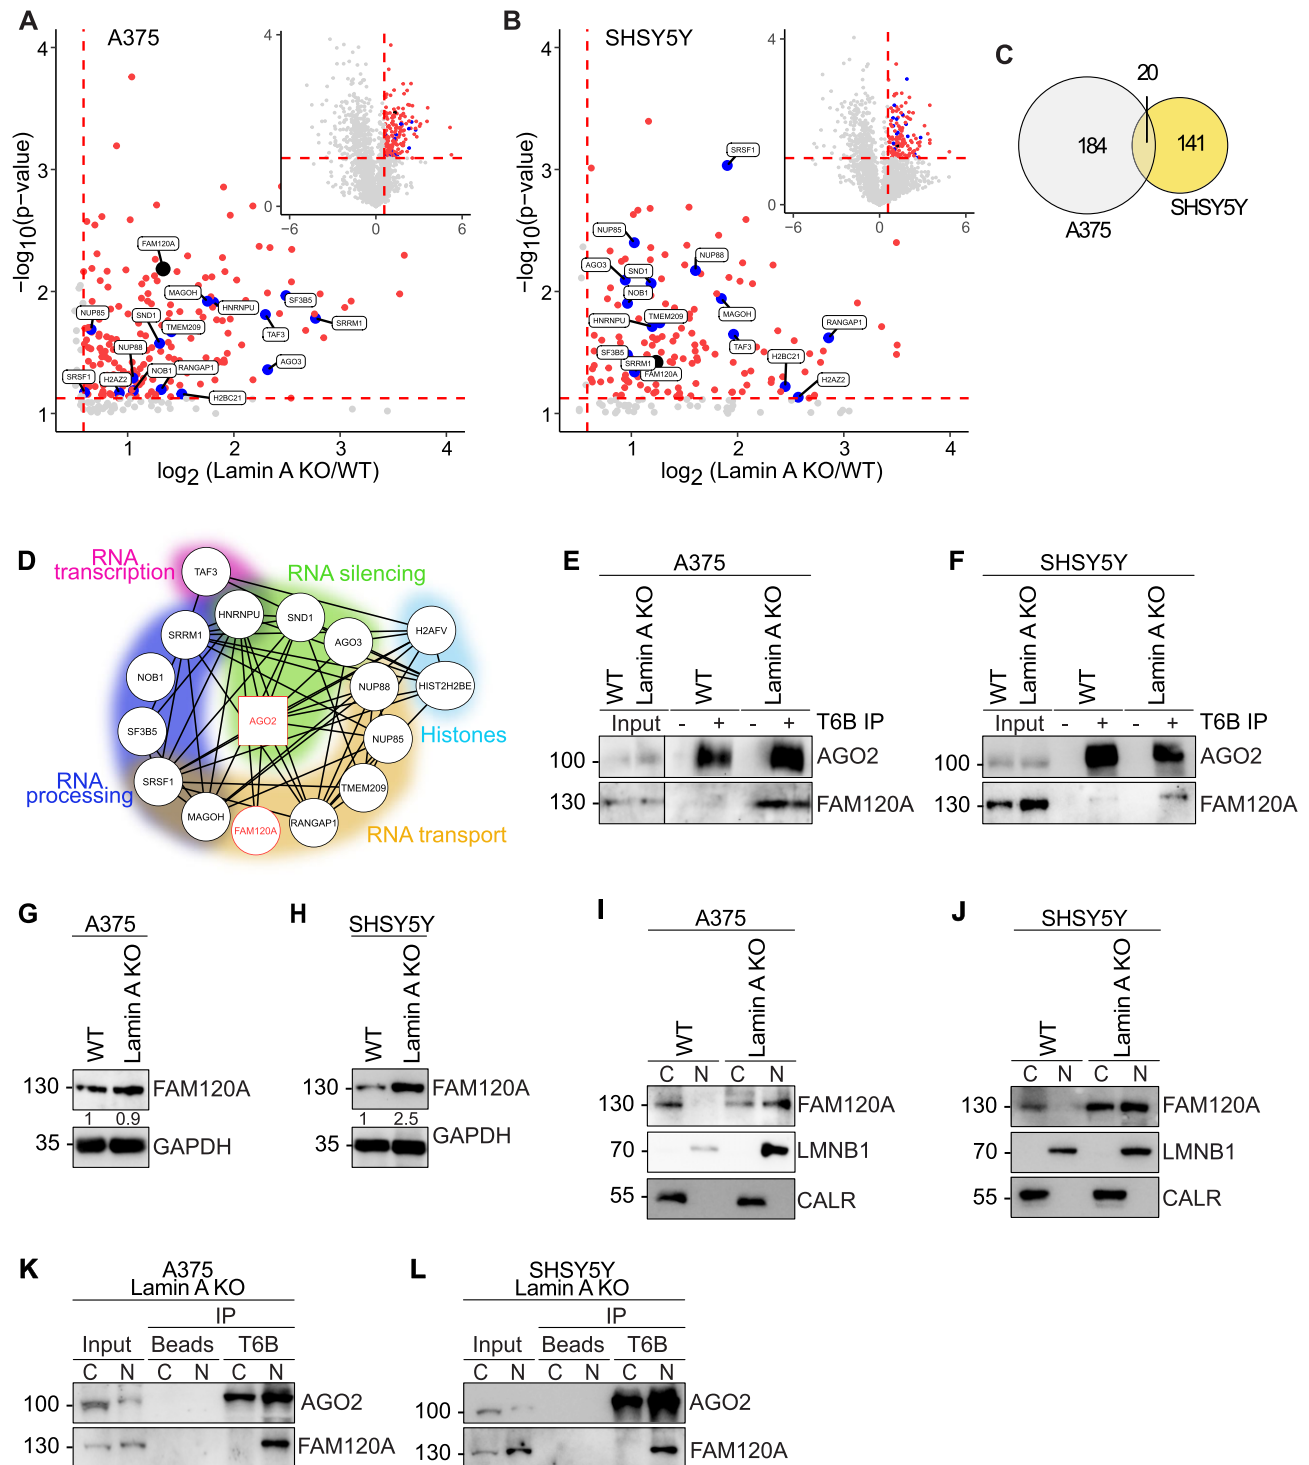 A
A375
4
3
2
1
−log10(p−value)
1
2
3
4
log2 (Lamin A KO/WT)
4
2
0
−6
0
6
FAM120A
MAGOH
HNRNPU
SF3B5
SRRM1
TAF3
NUP85
SND1
TMEM209
NUP88
AGO3
SRSF1
H2AZ2
NOB1
RANGAP1
H2BC21
B
SHSY5Y
4
3
2
1
−log10(p−value)
1
2
3
4
log2 (Lamin A KO/WT)
4
2
0
−6
0
6
SRSF1
NUP85
NUP88
AGO3
SND1
NOB1
MAGOH
HNRNPU
TMEM209
RANGAP1
TAF3
SF3B5
SRRM1
FAM120A
H2BC21
H2AZ2
C
20
184
141
A375
SHSY5Y
D
RNA
transcription
RNA silencing
Histones
RNA
processing
RNA transport
TAF3
HNRNPU
SND1
SRRM1
AGO3
H2AFV
NOB1
NUP88
HIST2H2BE
AGO2
SF3B5
NUP85
SRSF1
TMEM209
MAGOH
FAM120A
RANGAP1
E
A375
WT
Lamin A KO
WT
Lamin A KO
Input - + - + T6B IP
100 AGO2
130 FAM120A
F
SHSY5Y
WT
Lamin A KO
WT
Lamin A KO
Input - + - + T6B IP
100 AGO2
130 FAM120A
G
A375
WT
Lamin A KO
130 FAM120A
1 0.9
35 GAPDH
H
SHSY5Y
WT
Lamin A KO
130 FAM120A
1 2.5
35 GAPDH
I
A375
WT
Lamin A KO
C N C N
130 FAM120A
70 LMNB1
55 CALR
J
SHSY5Y
WT
Lamin A KO
C N C N
130 FAM120A
70 LMNB1
55 CALR
K
A375
Lamin A KO
IP
Input Beads T6B
C N C N C N
100 AGO2
130 FAM120A
L
SHSY5Y
Lamin A KO
IP
Input Beads T6B
C N C N C N
100 AGO2
130 FAM120A